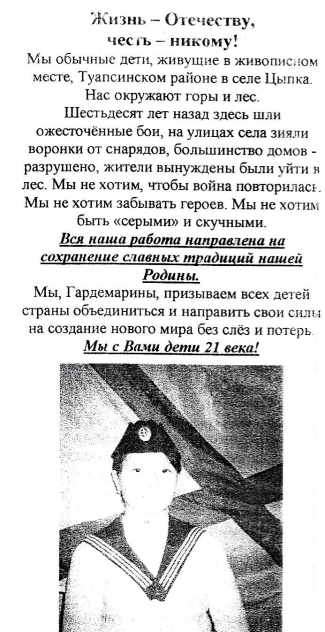 Жизнь – Отечеству,
честь – никому!
Мы обычные дети, живущие в живописном
месте, Туапсинском районе в селе Цыпка.
Нас окружают горы и лес.
Шестьдесят лет назад здесь шли
ожесточённые бои, на улицах села зияли
воронки от снарядов, большинство домов -
разрушено, жители вынуждены были уйти в
лес. Мы не хотим, чтобы война повторилась.
Мы не хотим забывать героев. Мы не хотим
быть «серыми» и скучными.
Вся наша работа направлена на
сохранение славных традиций нашей
Родины.
Мы, Гардемарины, призываем всех детей
страны объединиться и направить свои силы
на создание нового мира без слёз и потерь.
Мы с Вами дети 21 века!